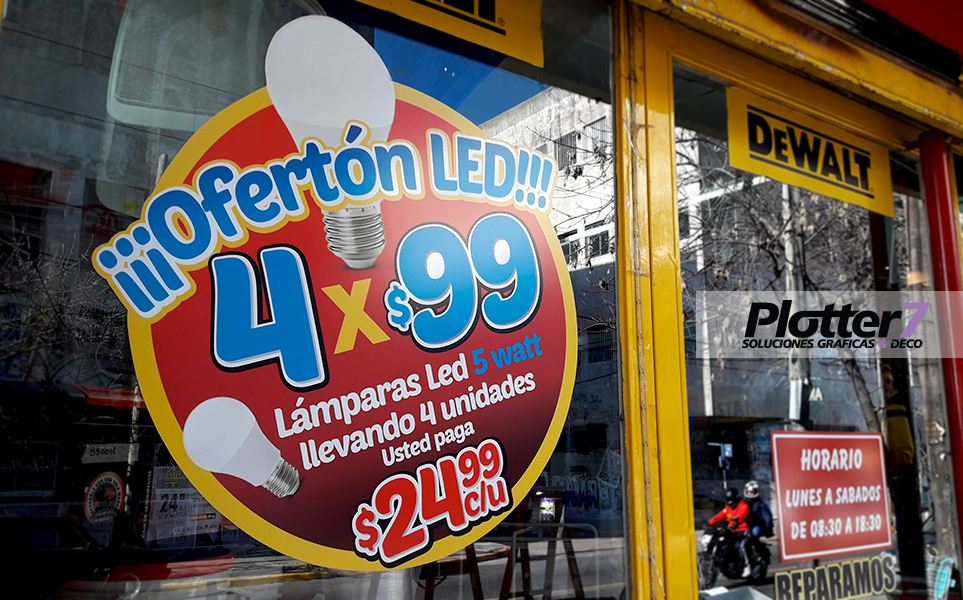 ¡¡¡Ofertón LED!!!
4 x $99
Lámparas Led 5 watt
llevando 4 unidades
Usted paga
$24.99 c/u
DEWALT
Plotter7
SOLUCIONES GRAFICAS & DECO
HORARIO
LUNES A SABADOS
DE 08:30 A 18:30
REPARAMOS